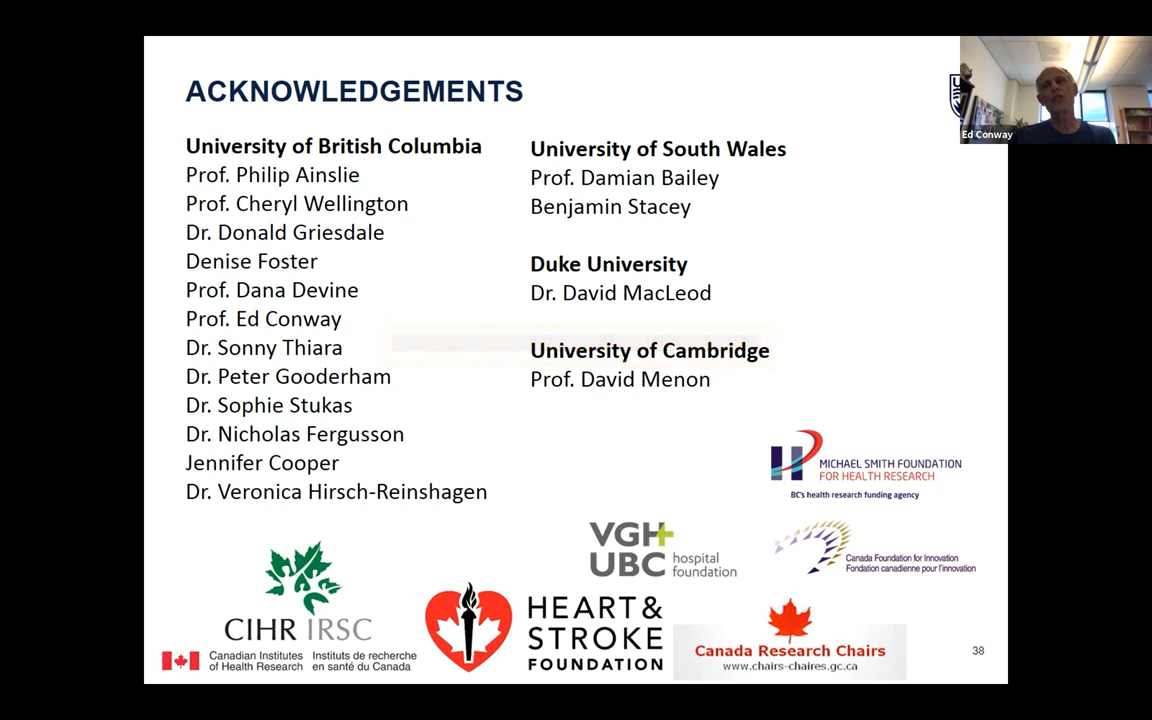 ACKNOWLEDGEMENTS
University of British Columbia
Prof. Philip Ainslie
Prof. Cheryl Wellington
Dr. Donald Griesdale
Denise Foster
Prof. Dana Devine
Prof. Ed Conway
Dr. Sonny Thiara
Dr. Peter Gooderham
Dr. Sophie Stukas
Dr. Nicholas Fergusson
Jennifer Cooper
Dr. Veronica Hirsch-Reinshagen
University of South Wales
Prof. Damian Bailey
Benjamin Stacey
Duke University
Dr. David MacLeod
University of Cambridge
Prof. David Menon
Ed Conway
MICHAEL SMITH FOUNDATION
FOR HEALTH RESEARCH
BC's health research funding agency
VGH+
UBC hospital
foundation
Canada Foundation for Innovation
Fondation canadienne pour l'innovation
CIHR IRSC
Canadian Institutes
of Health Research
Instituts de recherche
en santé du Canada
HEART &
STROKE
FOUNDATION
Canada Research Chairs
www.chairs-chaires.gc.ca
38